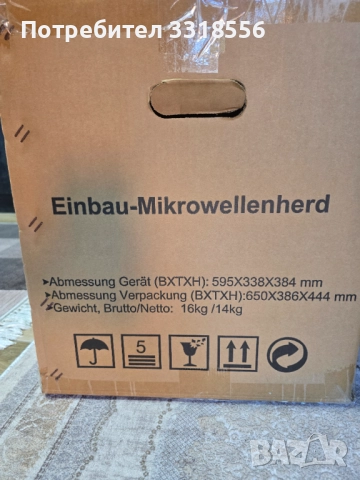 Потребител 3318556
Einbau-Mikrowellenherd
➤Abmessung Gerät (BXTXH): 595X338X384 mm
➤Abmessung Verpackung (BXTXH):650X386X444 mm
➤Gewicht, Brutto/Netto: 16kg /14kg
5
BAZAR